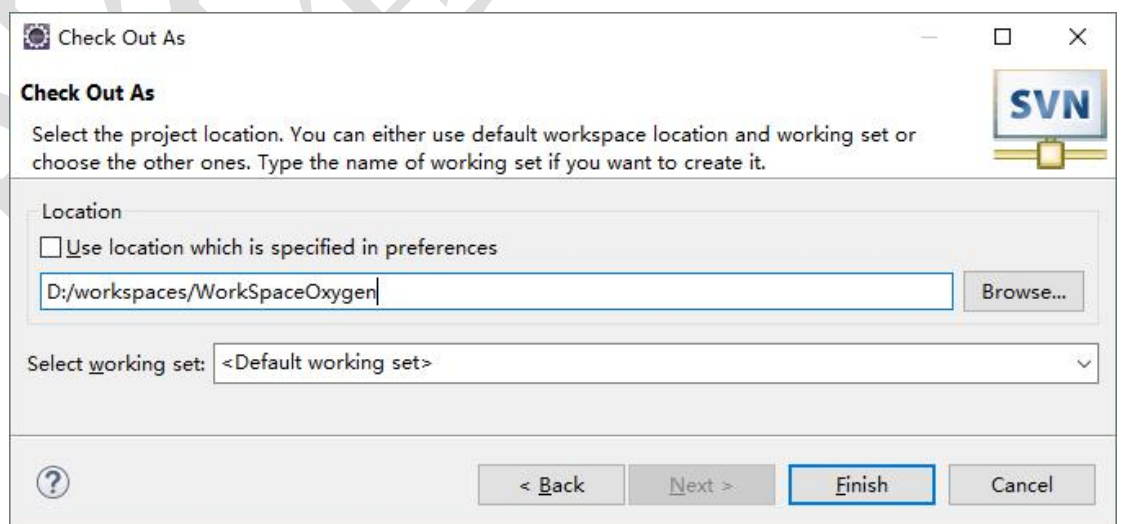 Check Out As
Check Out As
SVN
Select the project location. You can either use default workspace location and working set or
choose the other ones. Type the name of working set if you want to create it.
Location
Use location which is specified in preferences
D:/workspaces/WorkSpaceOxygen
Browse...
Select working set: <Default working set>
?
< Back
Next >
Finish
Cancel